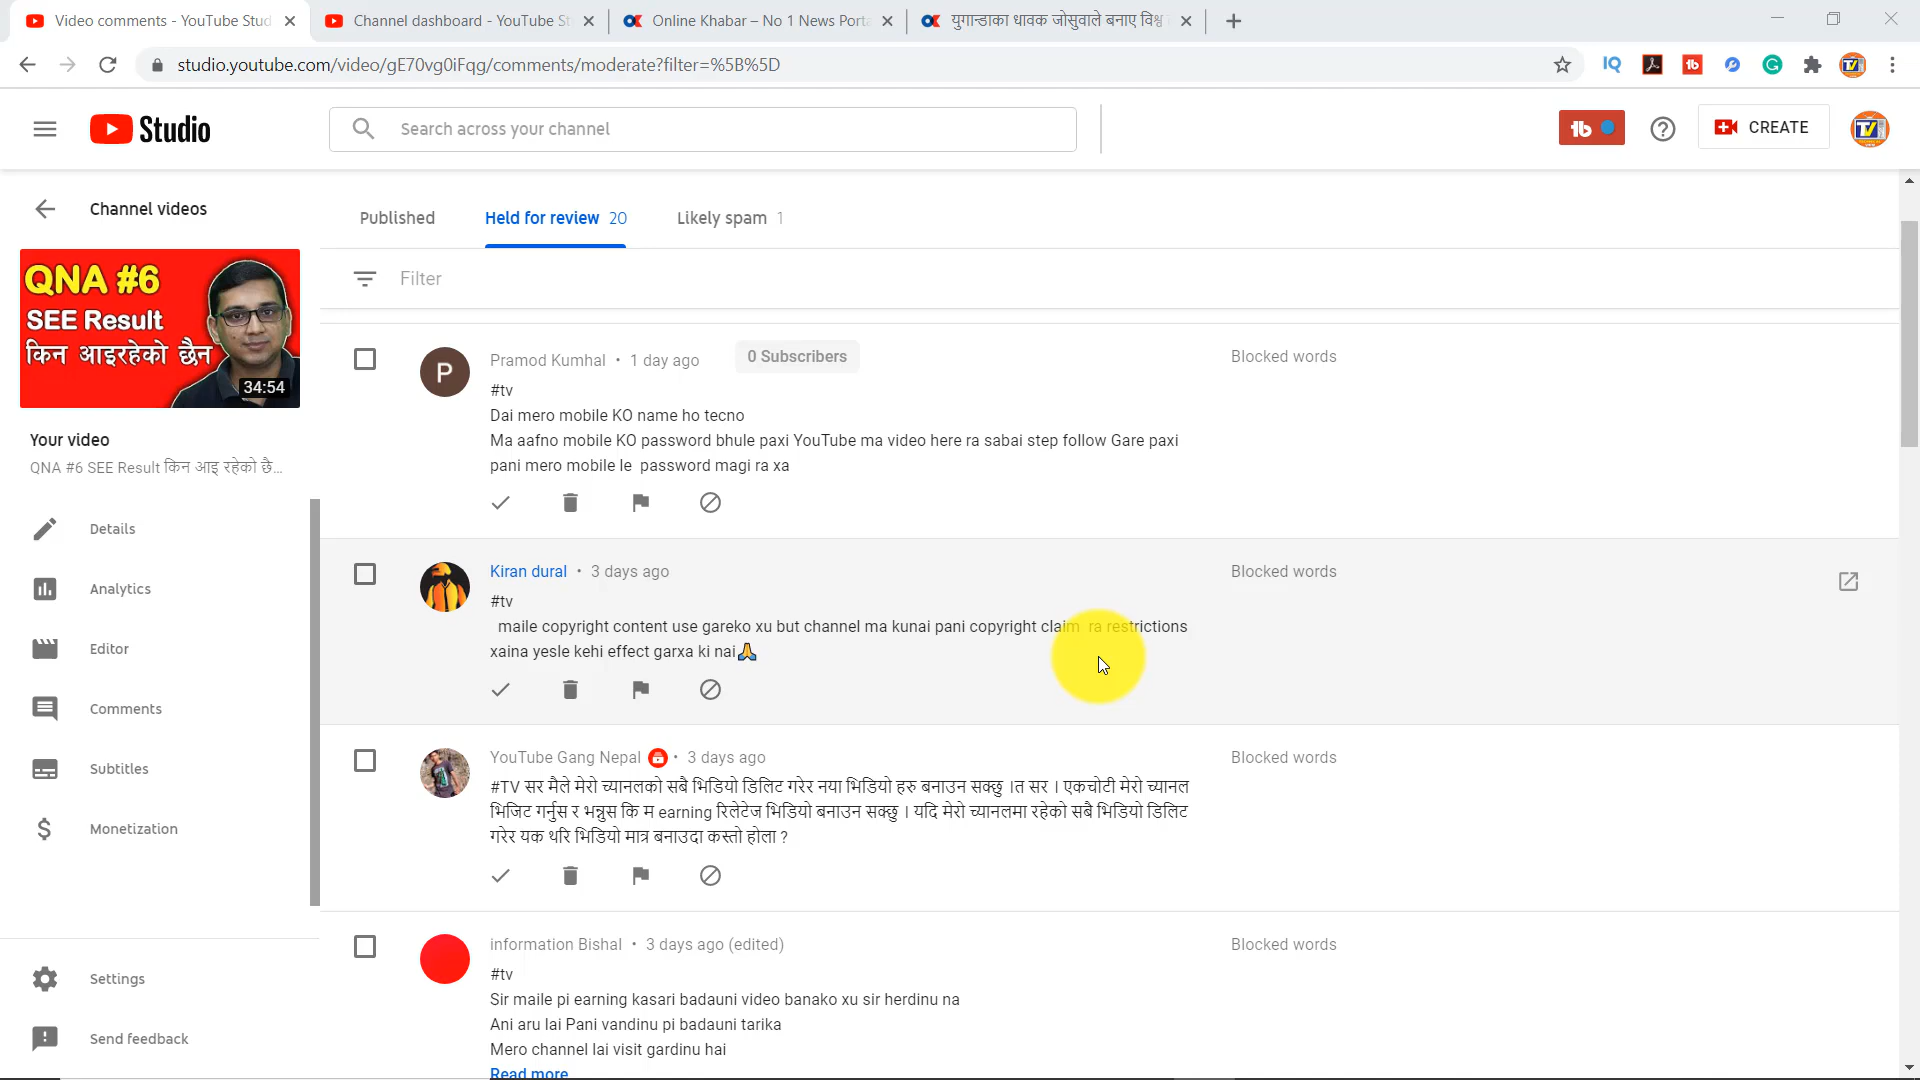 Video comments - YouTube Stud
Channel dashboard - YouTube St
Online Khabar – No 1 News Porta
युगान्डाका धावक जोसुवाले बनाए विश्व
studio.youtube.com/video/gE70vg0iFqg/comments/moderate?filter=%5B%5D
Studio
Search across your channel
CREATE
Channel videos
Published
Held for review 20
Likely spam 1
Filter
QNA #6
SEE Result
किन आइरहेको छैन
34:54
Your video
QNA #6 SEE Result किन आइ रहेको छै...
Details
Analytics
Editor
Comments
Subtitles
Monetization
Settings
Send feedback
Pramod Kumhal • 1 day ago
0 Subscribers
Blocked words
#tv
Dai mero mobile KO name ho tecno
Ma aafno mobile KO password bhule paxi YouTube ma video here ra sabai step follow Gare paxi
pani mero mobile le password magi ra xa
Kiran dural • 3 days ago
Blocked words
#tv
maile copyright content use gareko xu but channel ma kunai pani copyright claim ra restrictions
xaina yesle kehi effect garxa ki nai🙏
YouTube Gang Nepal • 3 days ago
Blocked words
#TV सर मैले मेरो च्यानलको सबै भिडियो डिलिट गरेर नया भिडियो हरु बनाउन सक्छु ।त सर । एकचोटी मेरो च्यानल
भिजिट गर्नुस र भन्नुस कि म earning रिलेटेज भिडियो बनाउन सक्छु । यदि मेरो च्यानलमा रहेको सबै भिडियो डिलिट
गरेर यक थरि भिडियो मात्र बनाउदा कस्तो होला ?
information Bishal • 3 days ago (edited)
Blocked words
#tv
Sir maile pi earning kasari badauni video banako xu sir herdinu na
Ani aru lai Pani vandinu pi badauni tarika
Mero channel lai visit gardinu hai
Read more